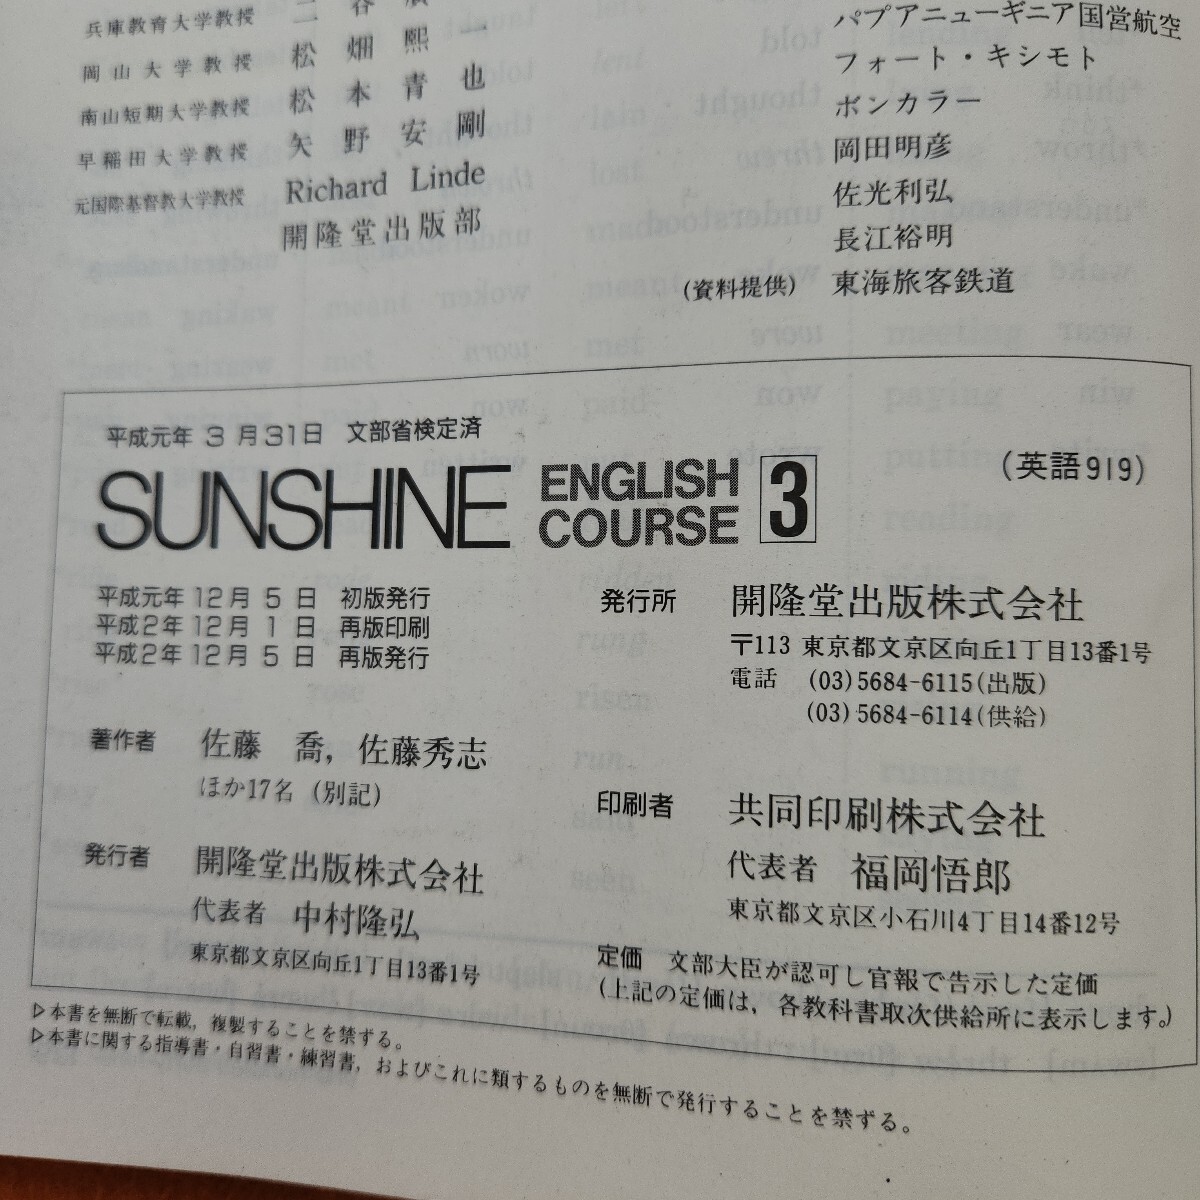 兵庫教育大学教授
岡山大学教授 松畑熙一
南山短期大学教授 松本青也
早稲田大学教授 矢野安剛
元国際基督教大学教授 Richard Linde
開隆堂出版部
パプアニューギニア国営航空
フォート・キシモト
ボンカラー
岡田明彦
佐光利弘
長江裕明
(資料提供) 東海旅客鉄道
平成元年3月31日 文部省検定済
SUNSHINE ENGLISH COURSE 3 (英語919)
平成元年12月5日 初版発行
平成2年12月1日 再版印刷
平成2年12月5日 再版発行
著作者 佐藤 喬, 佐藤秀志
ほか17名 (別記)
発行者 開隆堂出版株式会社
代表者 中村隆弘
東京都文京区向丘1丁目13番1号
発行所 開隆堂出版株式会社
〒113 東京都文京区向丘1丁目13番1号
電話 (03)5684-6115(出版)
(03)5684-6114(供給)
印刷者 共同印刷株式会社
代表者 福岡悟郎
東京都文京区小石川4丁目14番12号
定価 文部大臣が認可し官報で告示した定価
(上記の定価は, 各教科書取次供給所に表示します。)
▷本書を無断で転載, 複製することを禁ずる。
▷本書に関する指導書・自習書・練習書, およびこれに類するものを無断で発行することを禁ずる。